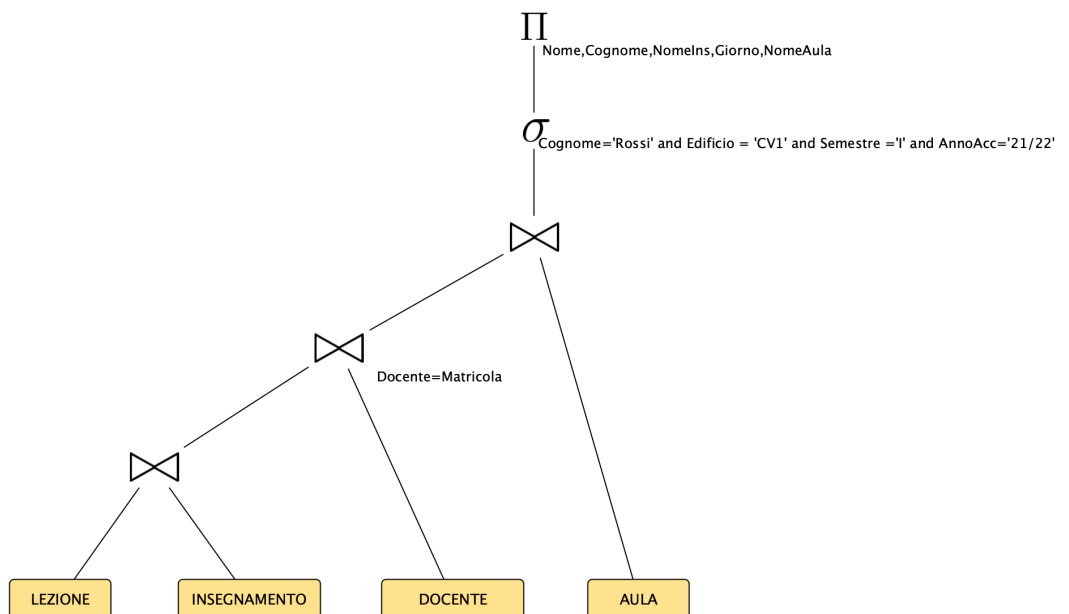 Π
Nome,Cognome,NomeIns,Giorno,NomeAula
σ
Cognome='Rossi' and Edificio = 'CV1' and Semestre ='I' and AnnoAcc='21/22'
⋈
⋈
Docente=Matricola
⋈
LEZIONE
INSEGNAMENTO
DOCENTE
AULA